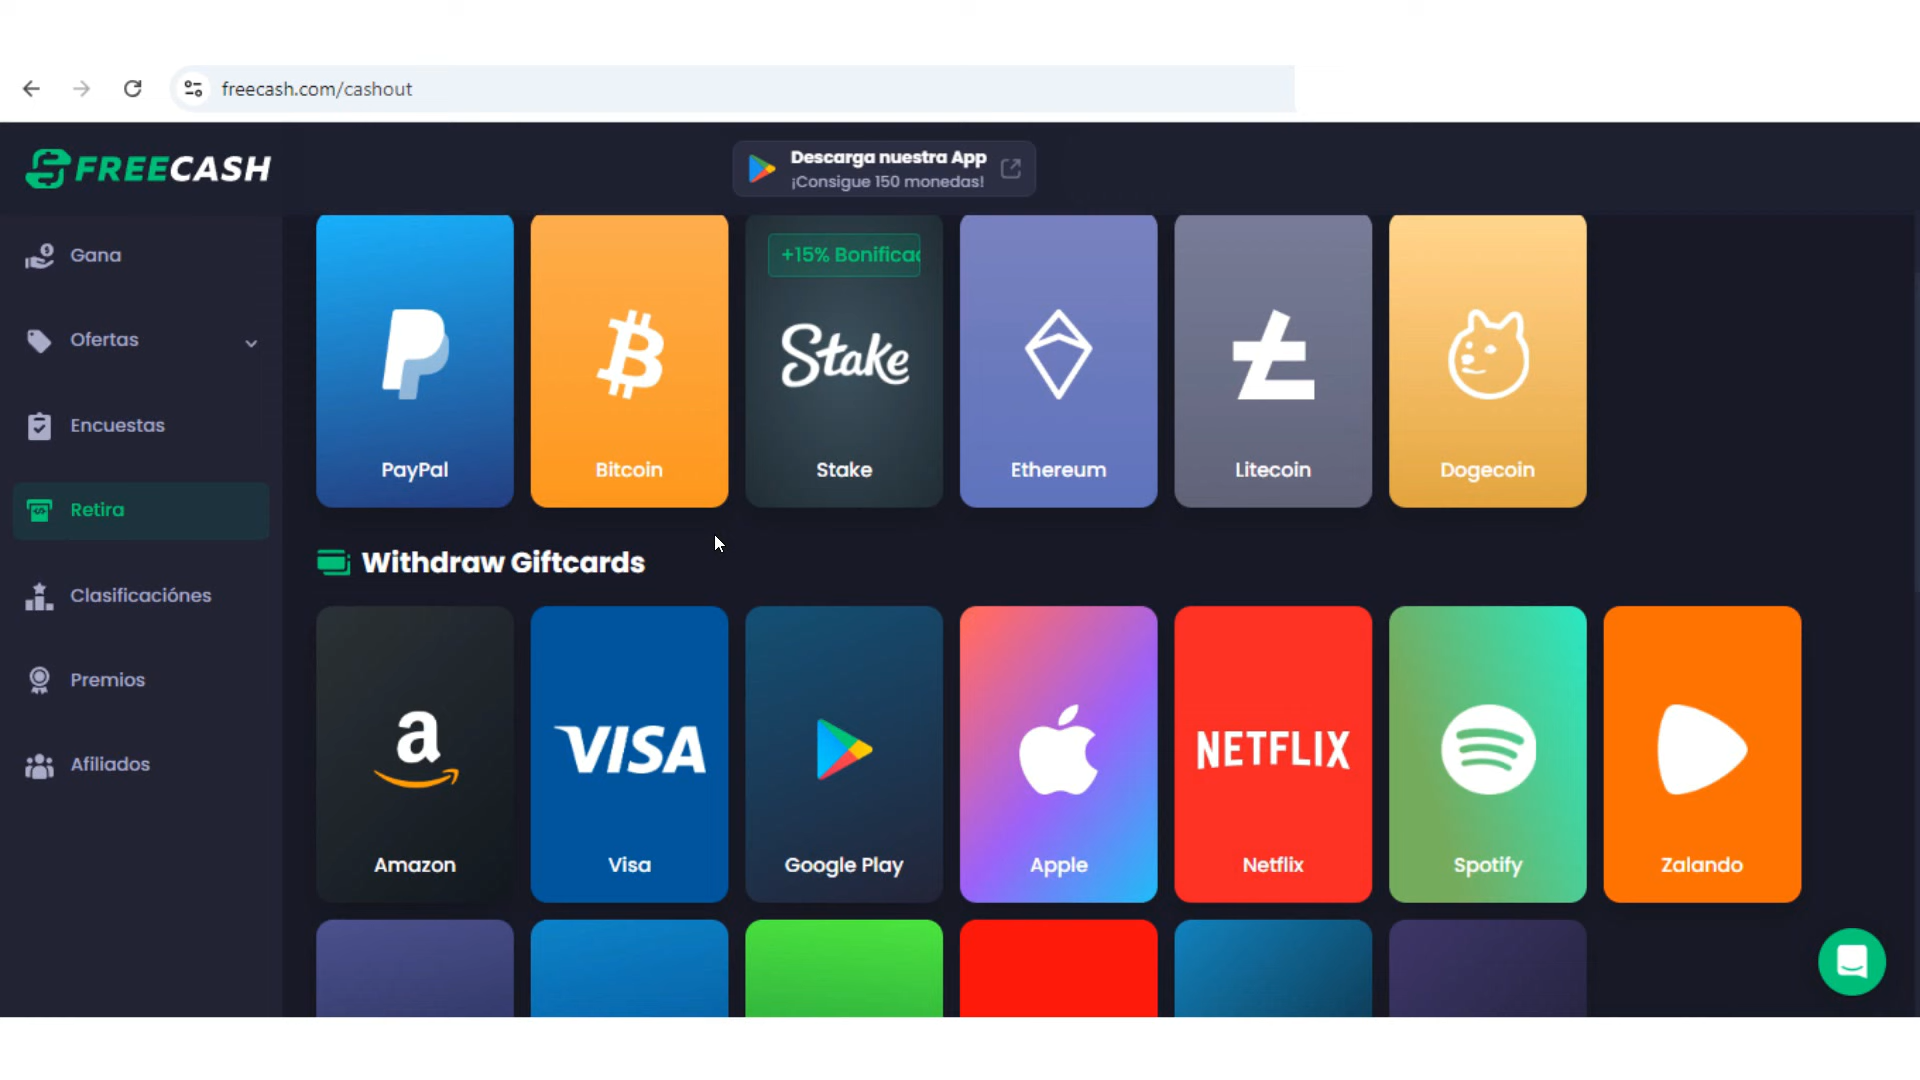 freecash.com/cashout
FREECASH
Descarga nuestra App
¡Consigue 150 monedas!
Gana
Ofertas
Encuestas
Retira
Clasificaciónes
Premios
Afiliados
+15% Bonificac
Stake
PayPal
Bitcoin
Stake
Ethereum
Litecoin
Dogecoin
Withdraw Giftcards
a
VISA
NETFLIX
Amazon
Visa
Google Play
Apple
Netflix
Spotify
Zalando